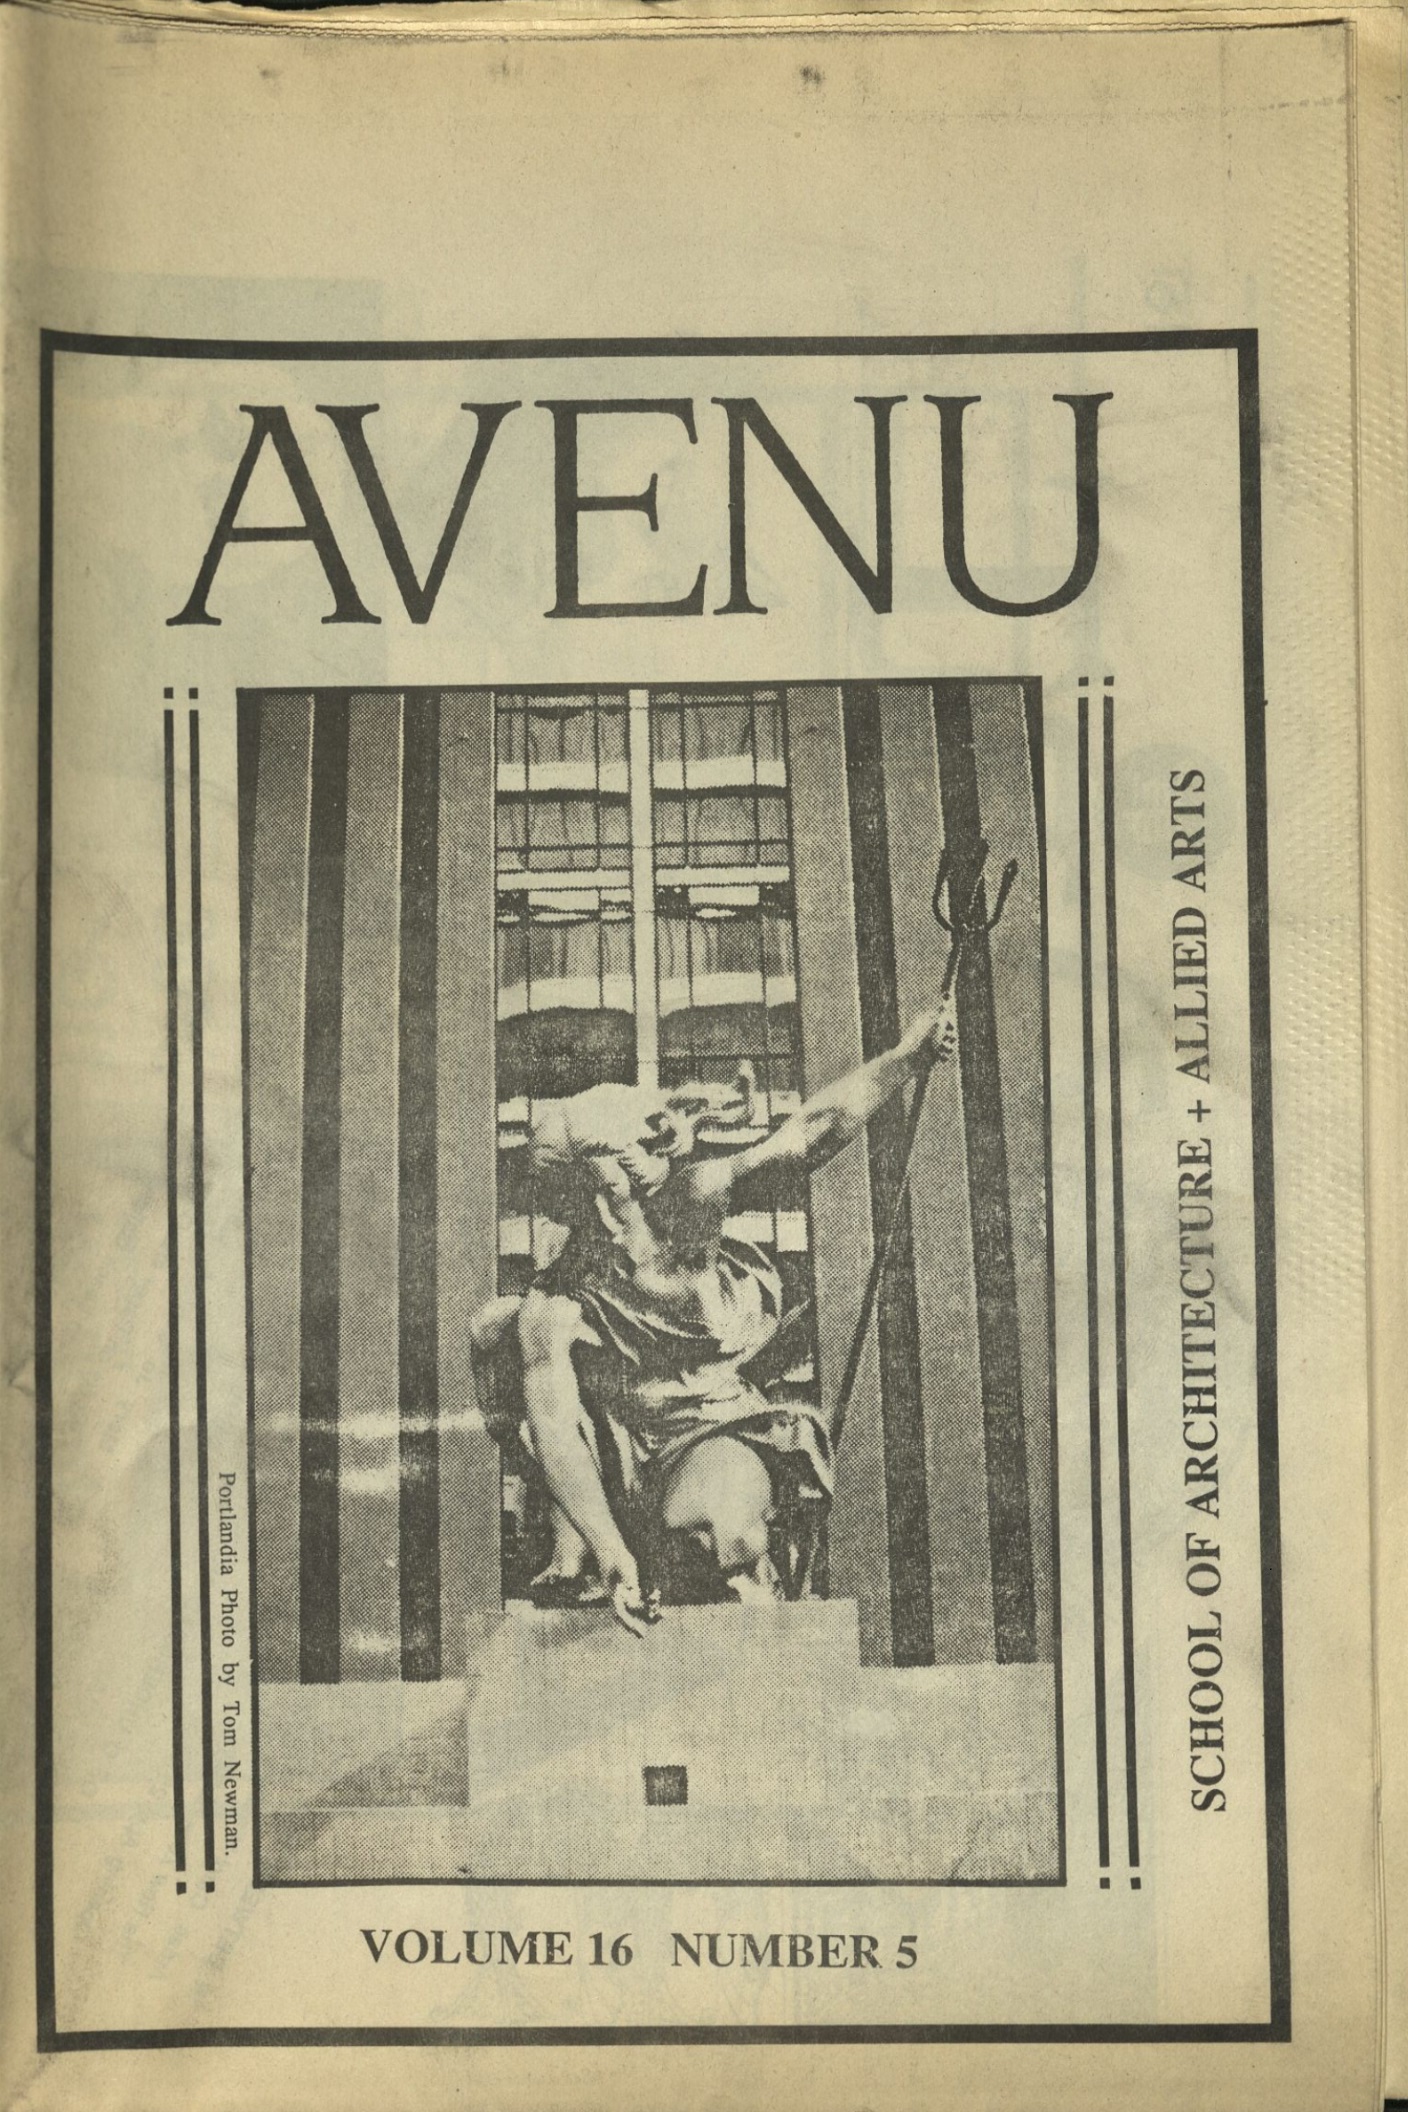 AVENU
Portlandia Photo by Tom Newman.
SCHOOL OF ARCHITECTURE + ALLIED ARTS
VOLUME 16 NUMBER 5